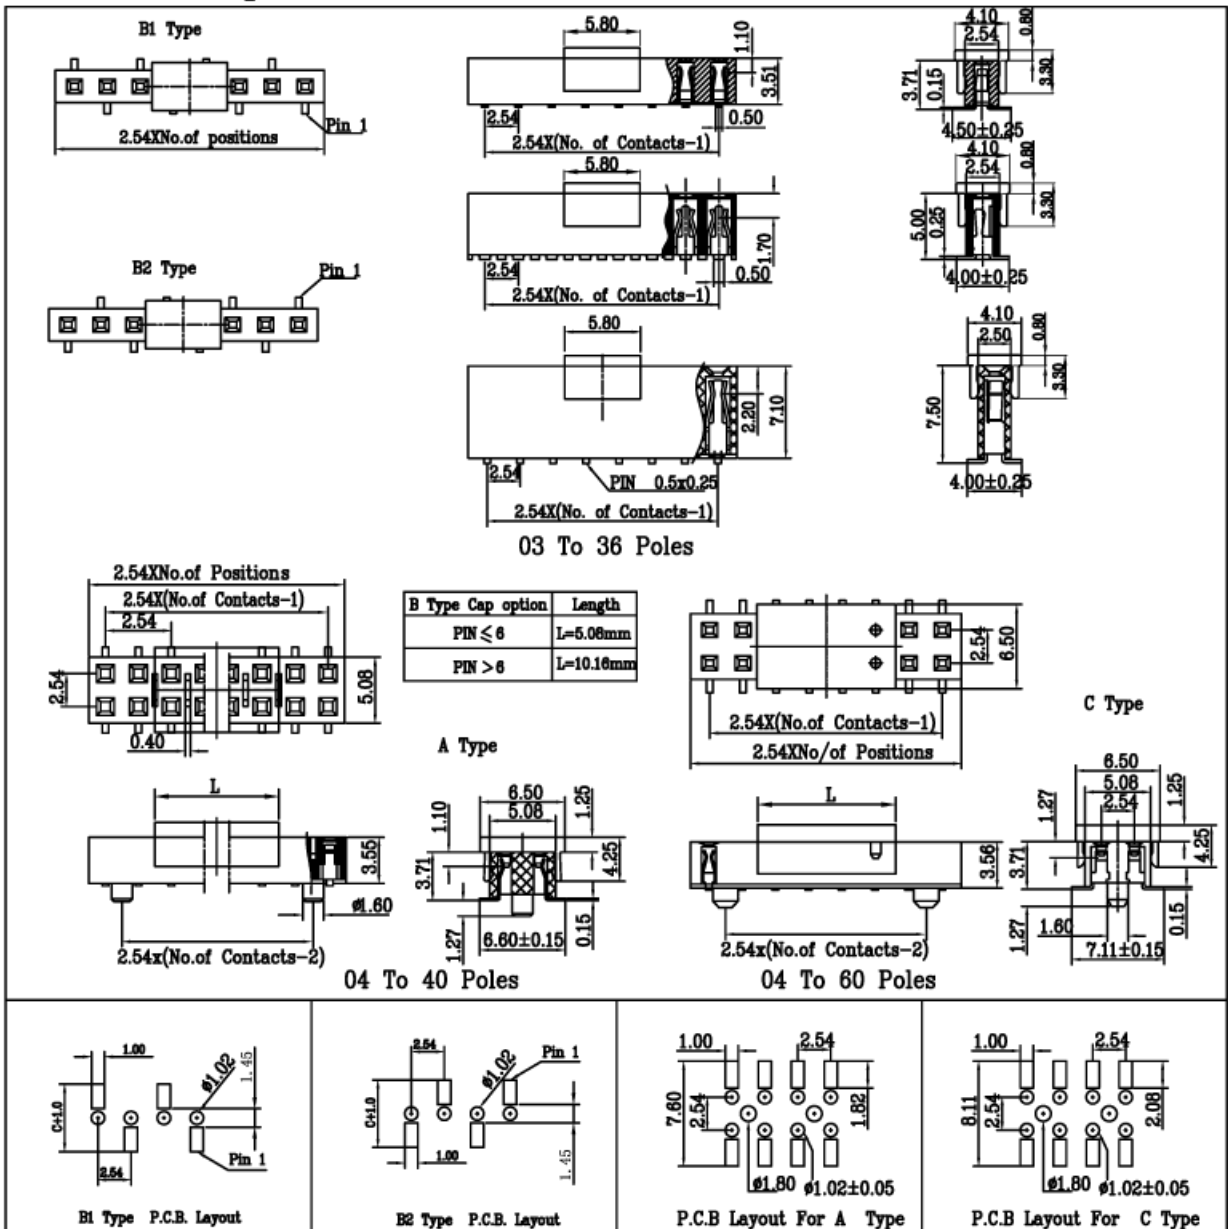 B1 Type
Pin 1
2.54XNo.of positions
5.80
1.10
3.51
2.54
0.50
2.54X(No. of Contacts-1)
4.10
2.54
0.80
3.30
3.71
0.15
4.50±0.25
B2 Type
Pin 1
5.80
1.70
2.54
0.50
2.54X(No. of Contacts-1)
4.10
2.54
0.80
3.30
5.00
0.25
4.00±0.25
5.80
2.20
7.10
2.54
PIN 0.5x0.25
2.54X(No. of Contacts-1)
4.10
2.50
0.80
3.30
7.50
4.00±0.25
03 To 36 Poles
2.54XNo.of Positions
2.54X(No.of Contacts-1)
2.54
2.54
5.08
0.40
B Type Cap option Length
PIN ≤ 6 L=5.08mm
PIN > 6 L=10.16mm
A Type
2.54
6.50
2.54X(No.of Contacts-1)
2.54XNo/of Positions
C Type
L
3.55
ø1.60
2.54x(No.of Contacts-2)
6.50
5.08
1.25
1.10
3.71
4.25
1.27
6.60±0.15
0.15
04 To 40 Poles
L
3.56
2.54x(No.of Contacts-2)
6.50
5.08
2.54
1.27
1.25
3.71
4.25
1.27
1.60
0.15
7.11±0.15
04 To 60 Poles
1.00
ø1.02
1.45
C+1.0
2.54
Pin 1
B1 Type P.C.B. Layout
2.54
ø1.02
Pin 1
C+1.0
1.00
1.45
B2 Type P.C.B. Layout
1.00
2.54
7.60
2.54
1.82
ø1.80
ø1.02±0.05
P.C.B Layout For A Type
1.00
2.54
8.11
2.54
2.08
ø1.80
ø1.02±0.05
P.C.B Layout For C Type